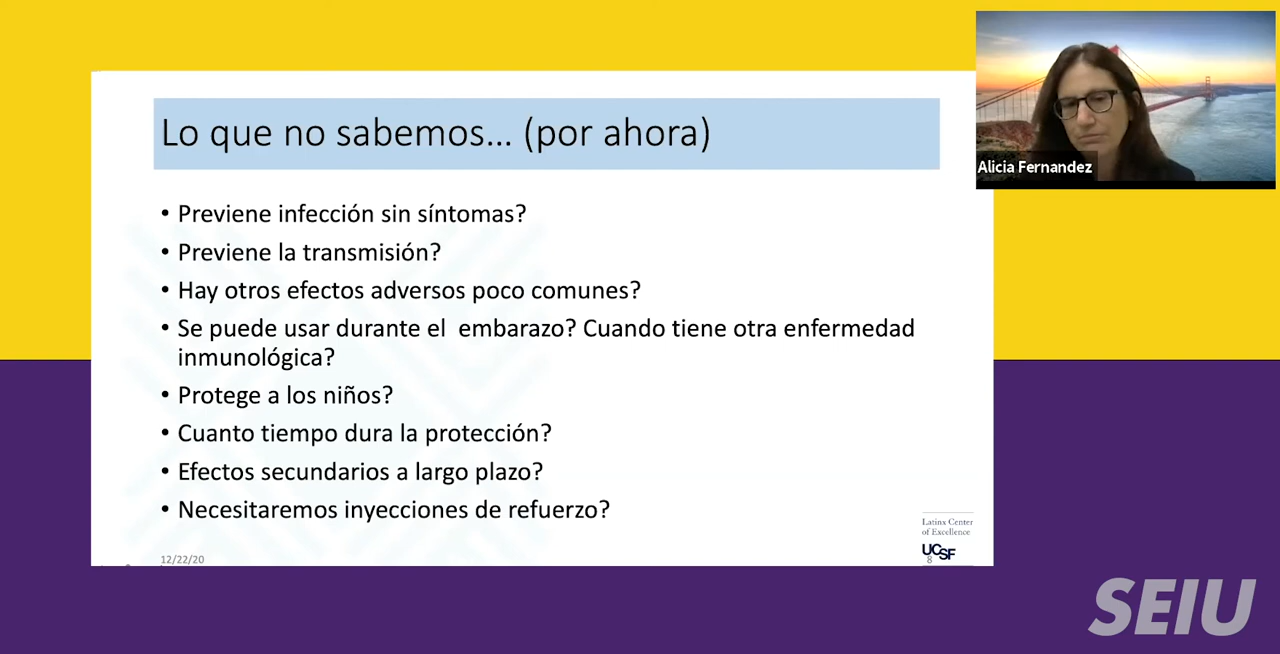 Lo que no sabemos... (por ahora)
Alicia Fernandez
• Previene infección sin síntomas?
• Previene la transmisión?
• Hay otros efectos adversos poco comunes?
• Se puede usar durante el  embarazo? Cuando tiene otra enfermedad
inmunológica?
• Protege a los niños?
• Cuanto tiempo dura la protección?
• Efectos secundarios a largo plazo?
• Necesitaremos inyecciones de refuerzo?
Latinx Center
of Excellence
UCSF
12/22/20
8
SEIU